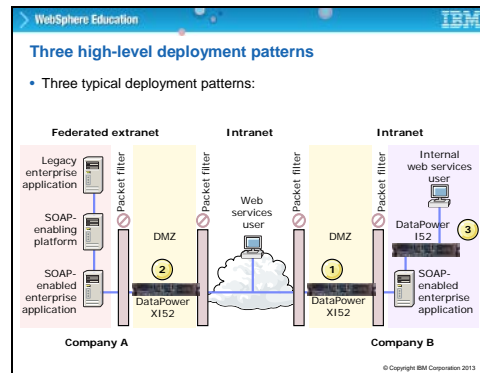 WebSphere Education
IBM
Three high-level deployment patterns
• Three typical deployment patterns:
Federated extranet
Intranet
Intranet
Legacy
enterprise
application
SOAP-
enabling
platform
SOAP-
enabled
enterprise
application
Packet filter
DMZ
2
DataPower
XI52
Packet filter
Web
services
user
Packet filter
DMZ
1
DataPower
XI52
Packet filter
Internal
web services
user
DataPower
I52
3
SOAP-
enabled
enterprise
application
Company A
Company B
© Copyright IBM Corporation 2013